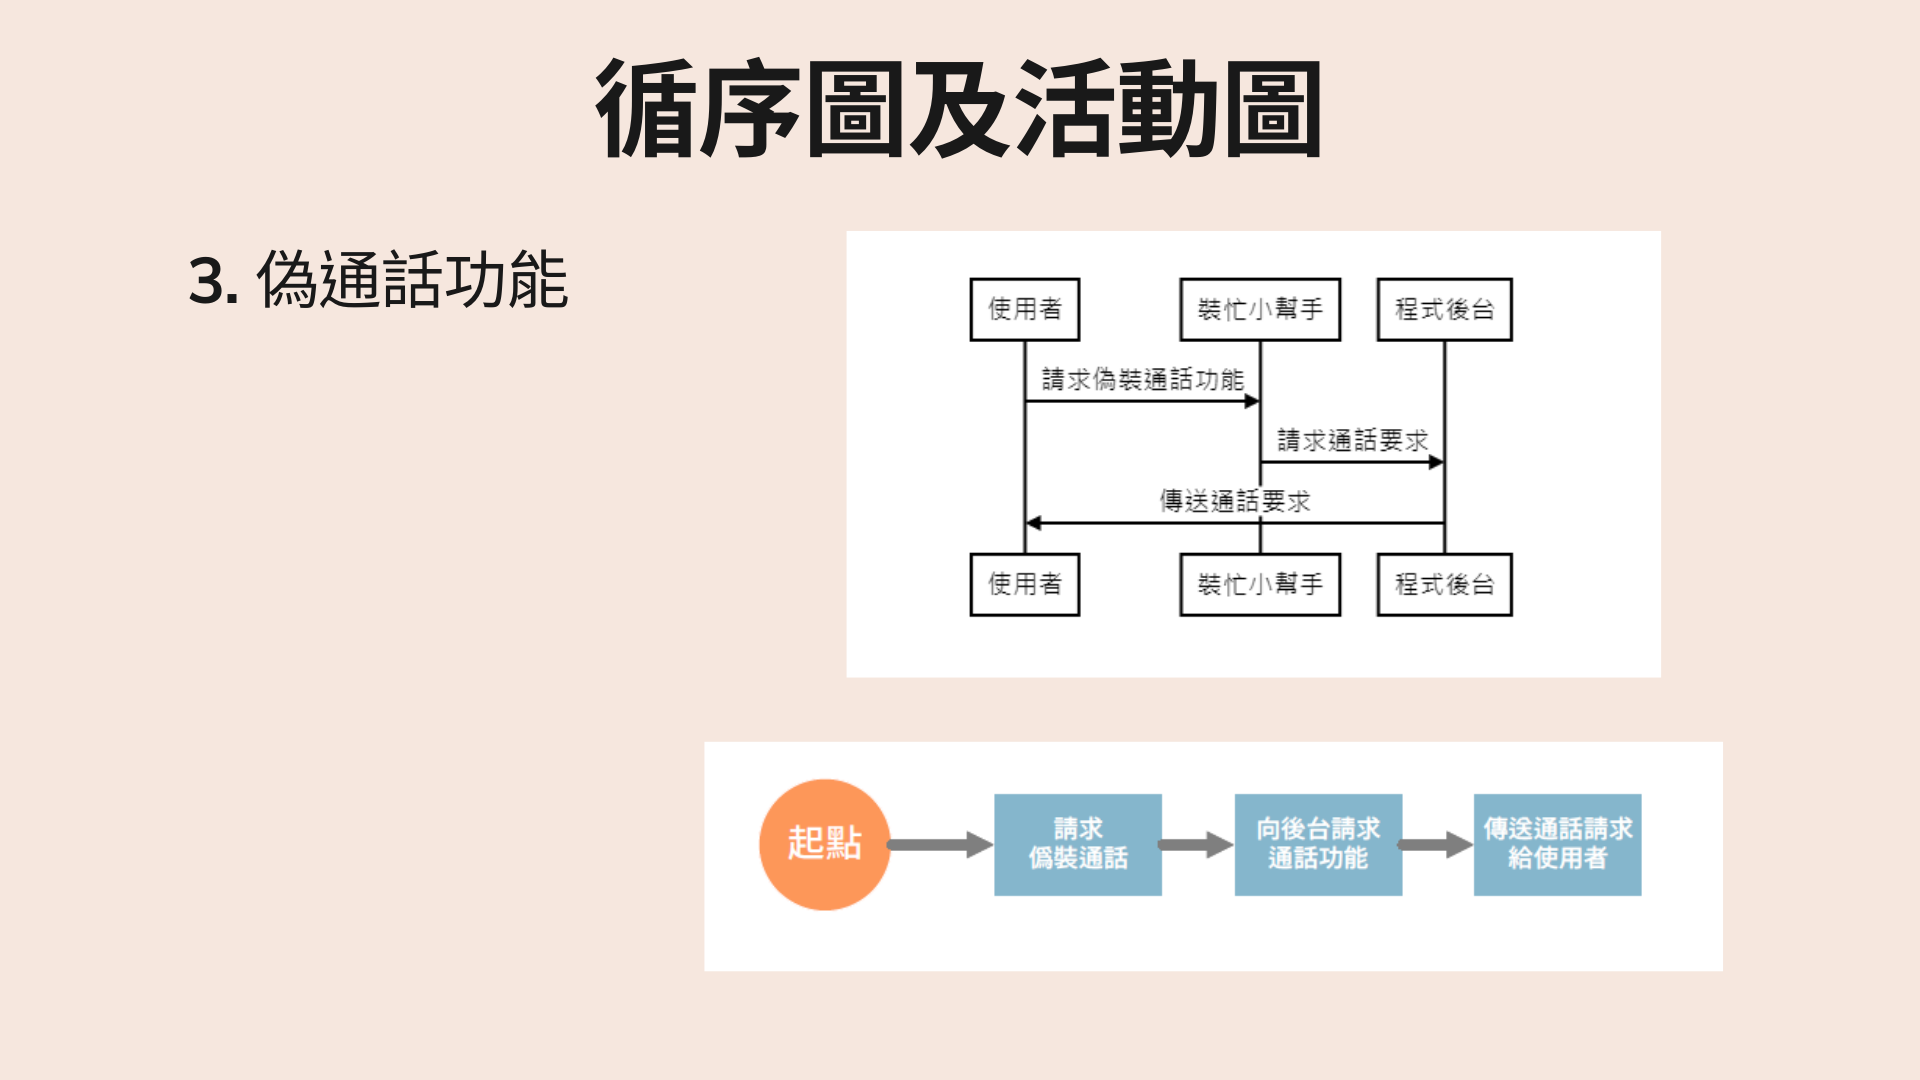 循序圖及活動圖
3. 偽通話功能
使用者
裝忙小幫手
程式後台
請求偽裝通話功能
請求通話要求
傳送通話要求
使用者
裝忙小幫手
程式後台
起點
請求
偽裝通話
向後台請求
通話功能
傳送通話請求
給使用者